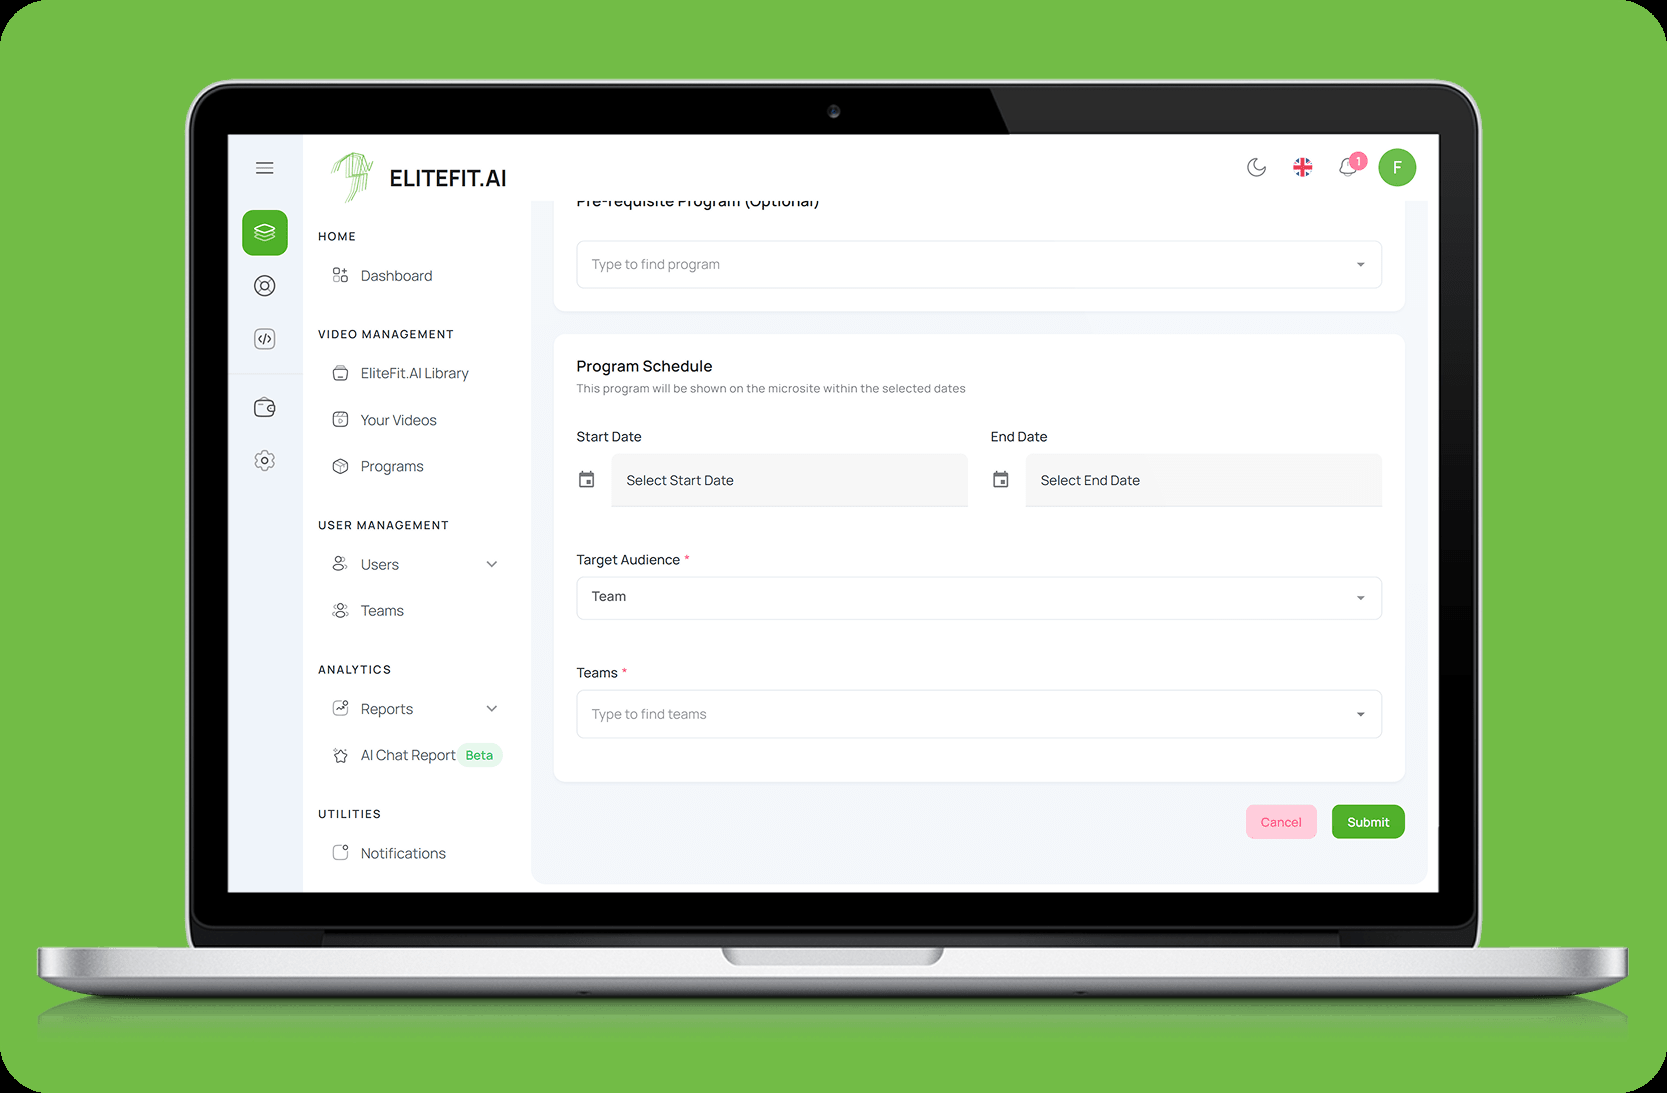 ELITEFIT.AI
1
F
HOME
Dashboard
VIDEO MANAGEMENT
EliteFit.AI Library
Your Videos
Programs
USER MANAGEMENT
Users
Teams
ANALYTICS
Reports
AI Chat Report Beta
UTILITIES
Notifications
Pre-requisite Program (Optional)
Type to find program
Program Schedule
This program will be shown on the microsite within the selected dates
Start Date
End Date
Select Start Date
Select End Date
Target Audience *
Team
Teams *
Type to find teams
Cancel
Submit